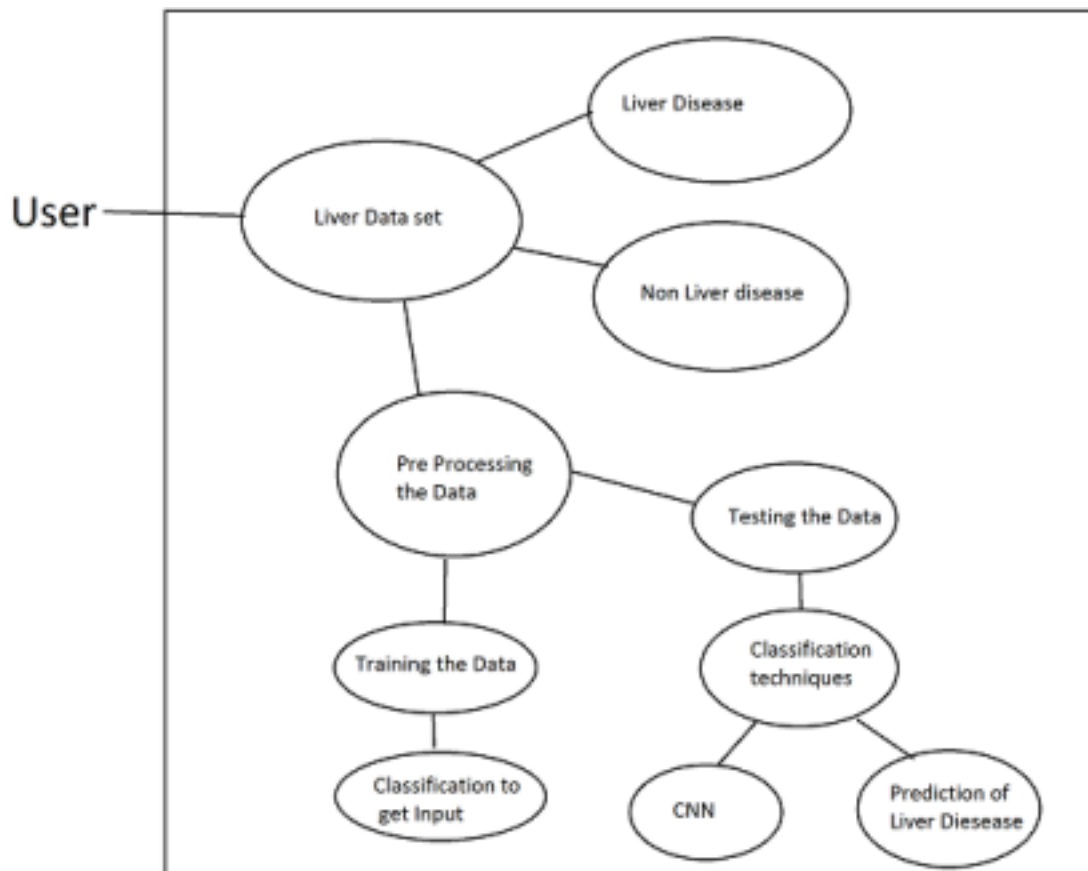 Liver Disease
User
Liver Data set
Non Liver disease
Pre Processing
the Data
Testing the Data
Training the Data
Classification
techniques
Classification to
get Input
CNN
Prediction of
Liver Diesease